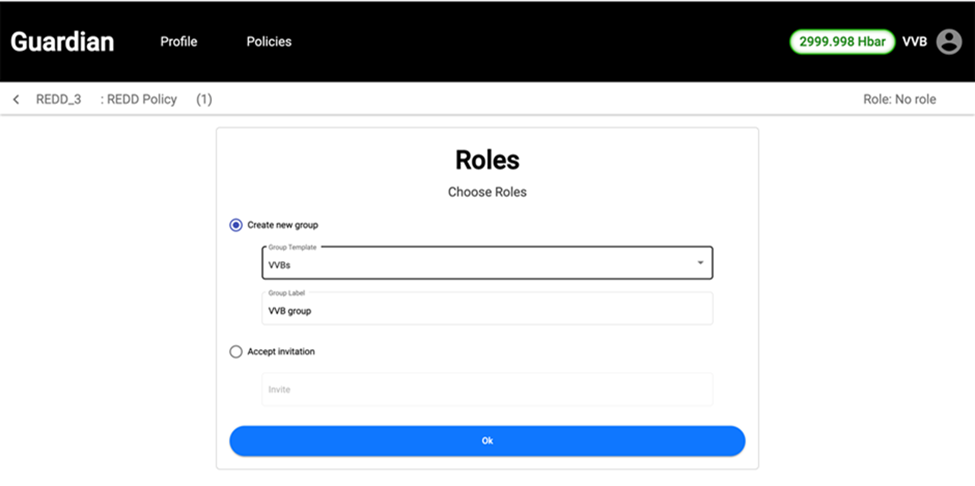 Guardian Profile Policies 2999.998 Hbar VVB
REDD_3 : REDD Policy (1) Role: No role
Roles
Choose Roles
Create new group
Group Template
VVBs
Group Label
VVB group
Accept invitation
Invite
Ok